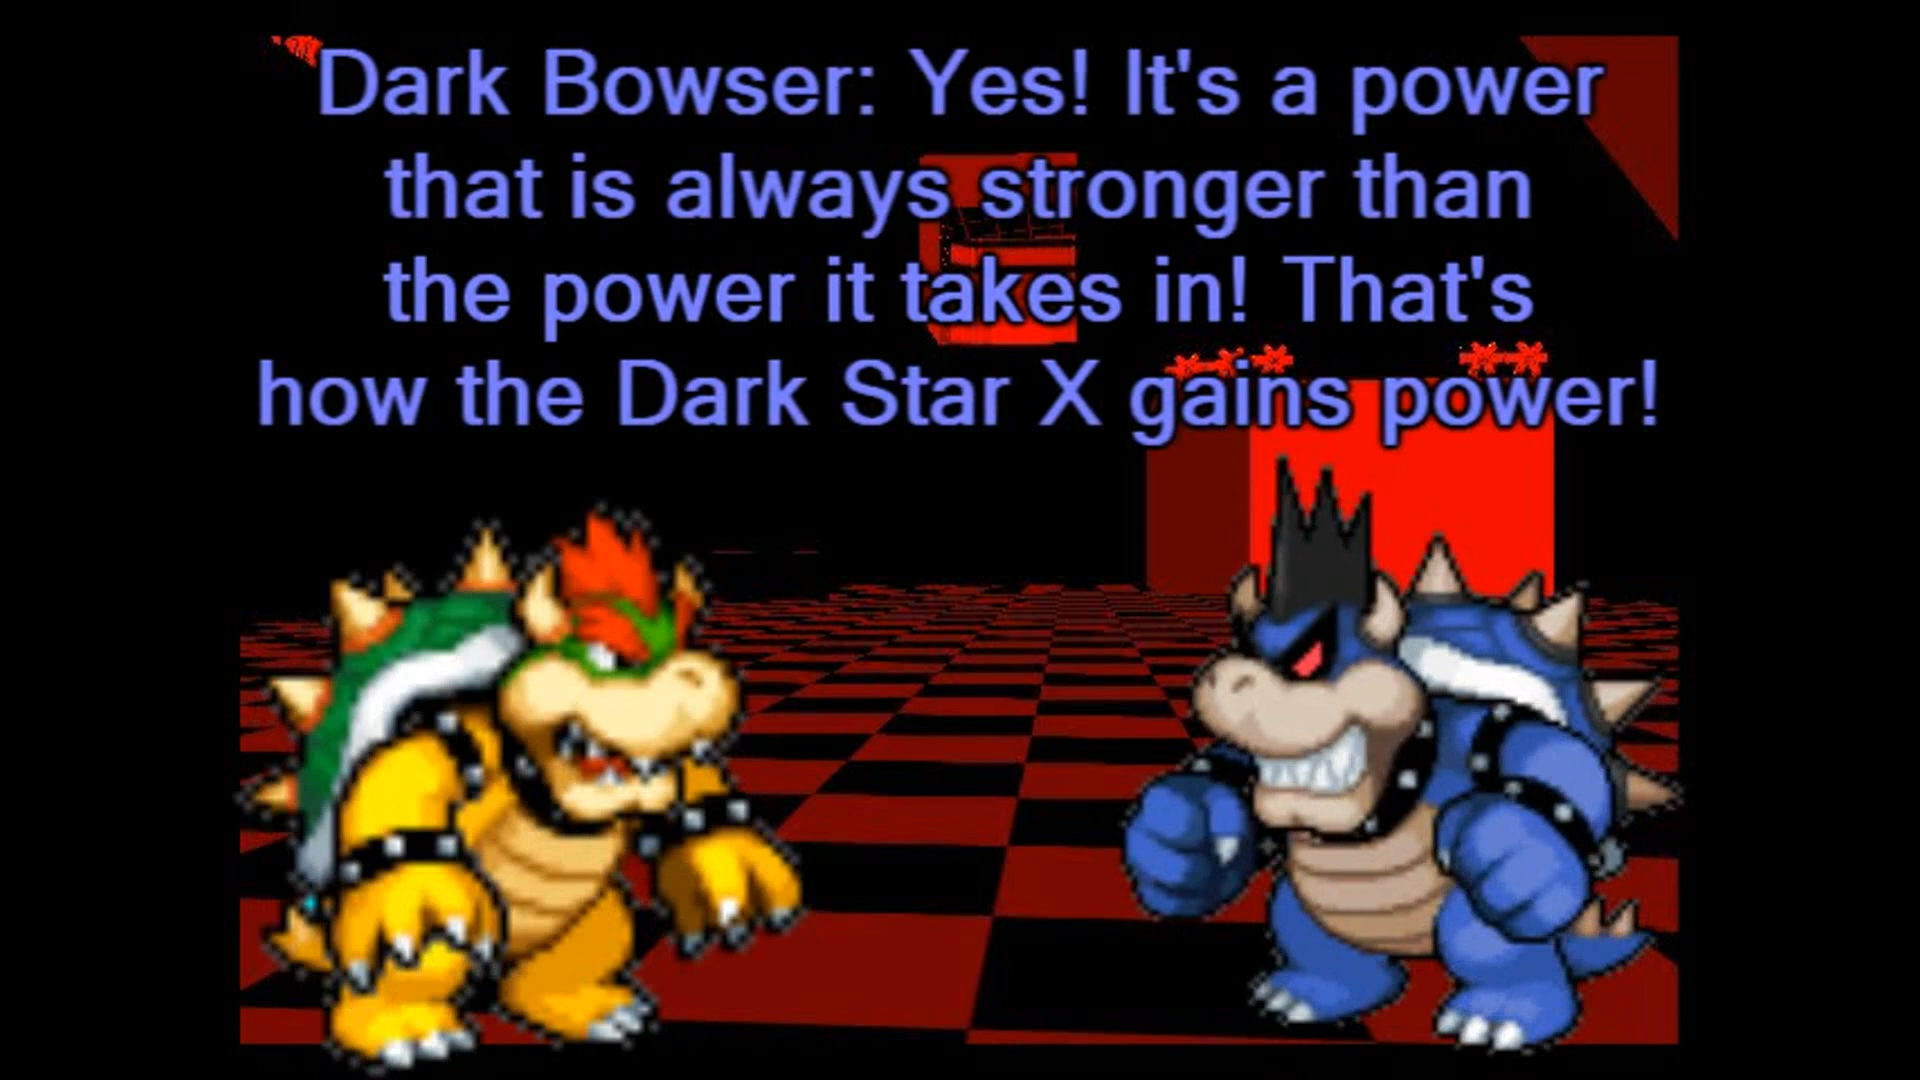 Dark Bowser: Yes! It's a power
that is always stronger than
the power it takes in! That's
how the Dark Star X gains power!